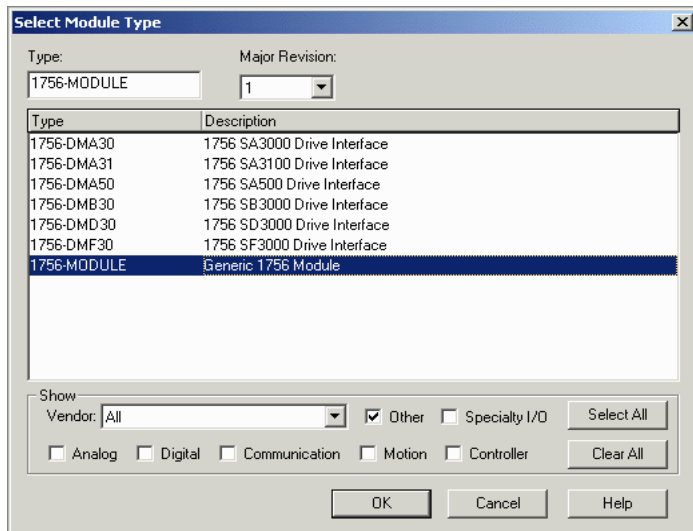 Select Module Type
Type: Major Revision:
1756-MODULE 1
Type Description
1756-DMA30 1756 SA3000 Drive Interface
1756-DMA31 1756 SA3100 Drive Interface
1756-DMA50 1756 SA500 Drive Interface
1756-DMB30 1756 SB3000 Drive Interface
1756-DMD30 1756 SD3000 Drive Interface
1756-DMF30 1756 SF3000 Drive Interface
1756-MODULE Generic 1756 Module
Show
Vendor: All Other Specialty I/O Select All
Analog Digital Communication Motion Controller Clear All
OK Cancel Help